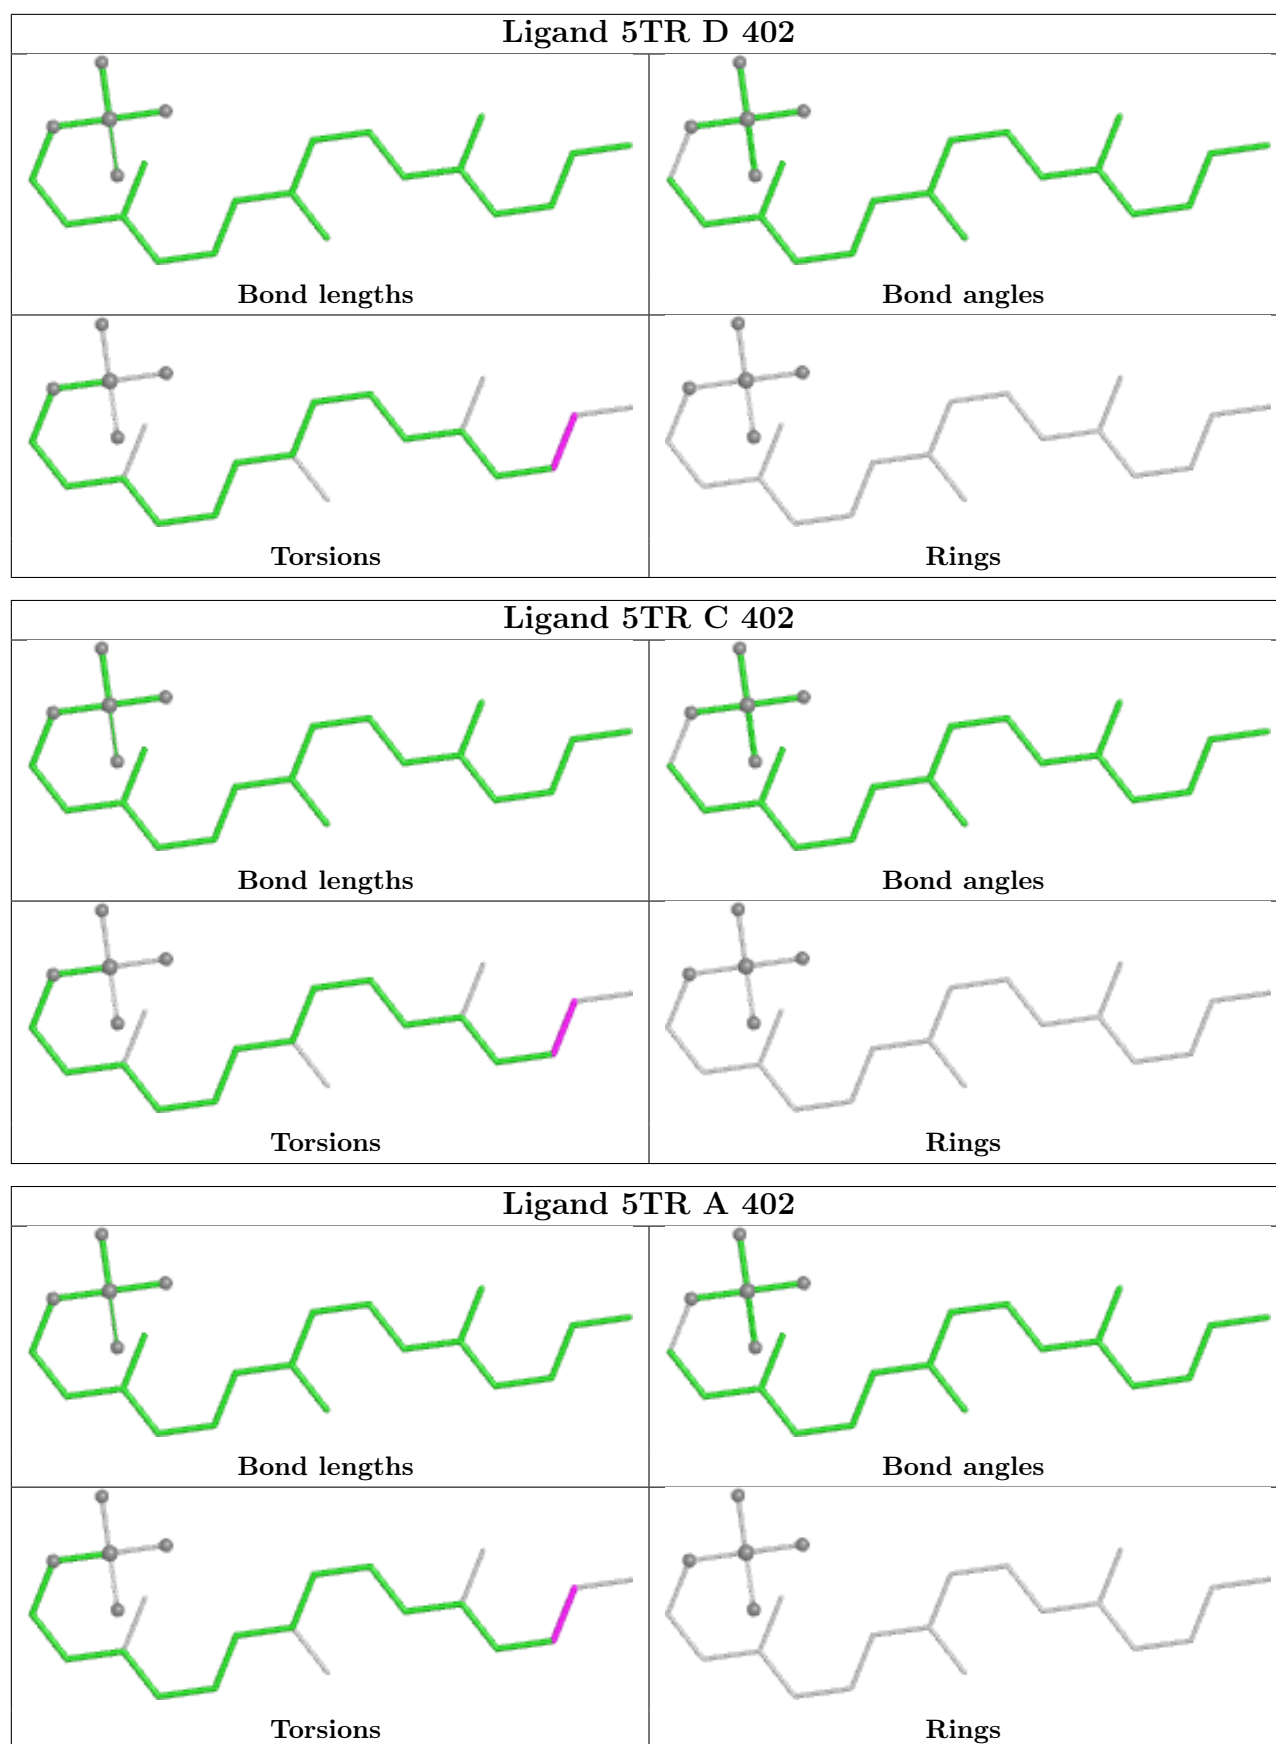 Ligand 5TR D 402
Bond lengths
Bond angles
Torsions
Rings
Ligand 5TR C 402
Bond lengths
Bond angles
Torsions
Rings
Ligand 5TR A 402
Bond lengths
Bond angles
Torsions
Rings